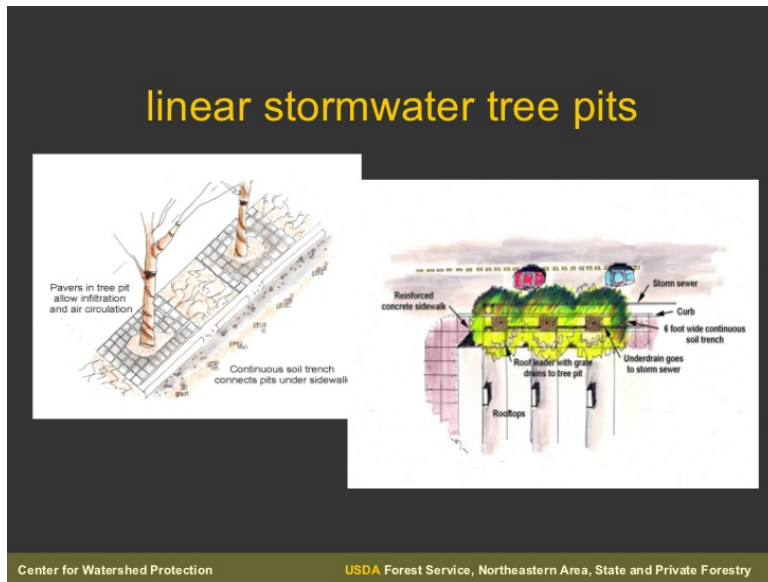 linear stormwater tree pits
Pavers in tree pit
allow infiltration
and air circulation
Continuous soil trench
connects pits under sidewalk
Reinforced
concrete sidewalk
Storm sewer
Curb
6 foot wide continuous
soil trench
Underdrain goes
to storm sewer
Roof leader with grate
drains to tree pit
Rooftops
Center for Watershed Protection
USDA Forest Service, Northeastern Area, State and Private Forestry